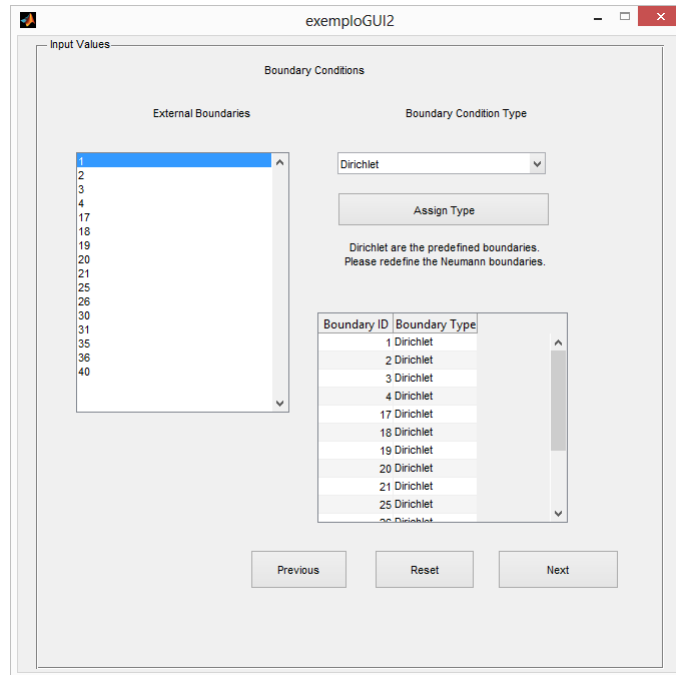 exemploGUI2
Input Values
Boundary Conditions
External Boundaries
Boundary Condition Type
1
2
3
4
17
18
19
20
21
25
26
30
31
35
36
40
Dirichlet
Assign Type
Dirichlet are the predefined boundaries.
Please redefine the Neumann boundaries.
Boundary ID Boundary Type
1 Dirichlet
2 Dirichlet
3 Dirichlet
4 Dirichlet
17 Dirichlet
18 Dirichlet
19 Dirichlet
20 Dirichlet
21 Dirichlet
25 Dirichlet
26 Dirichlet
Previous
Reset
Next